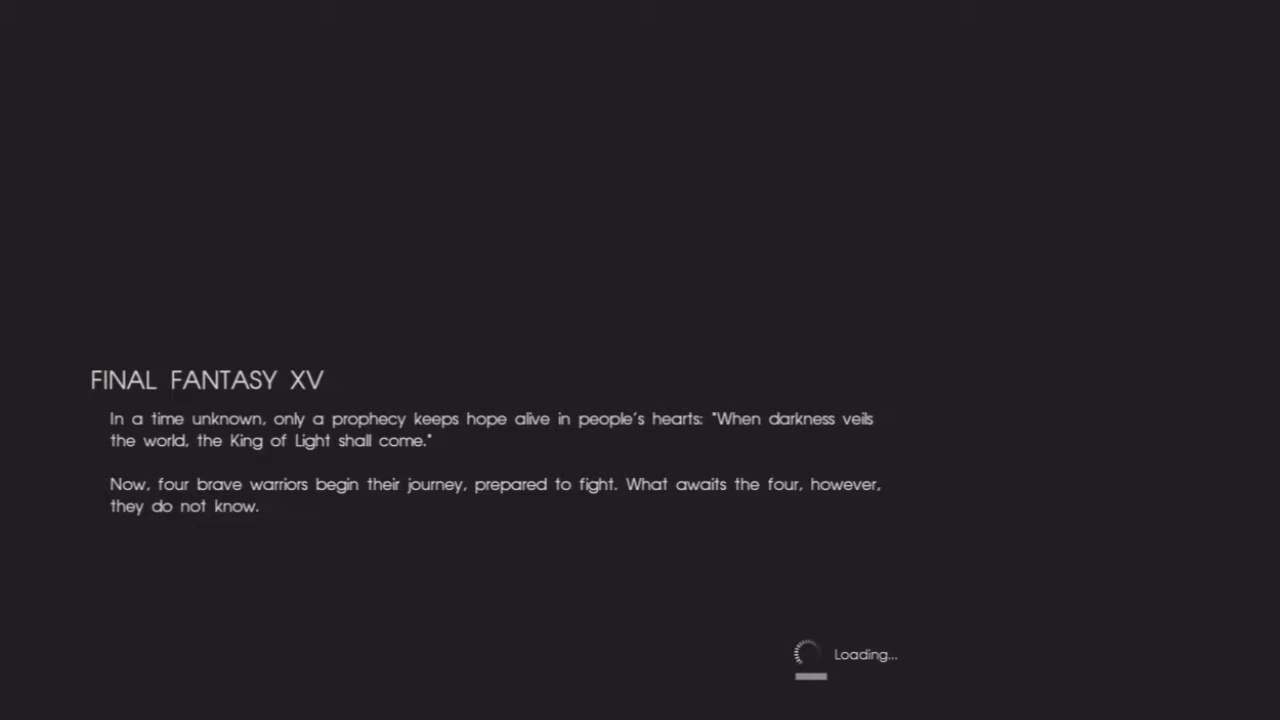 FINAL FANTASY XV
In a time unknown, only a prophecy keeps hope alive in people's hearts: "When darkness veils
the world, the King of Light shall come."
Now, four brave warriors begin their journey, prepared to fight. What awaits the four, however,
they do not know.
Loading...